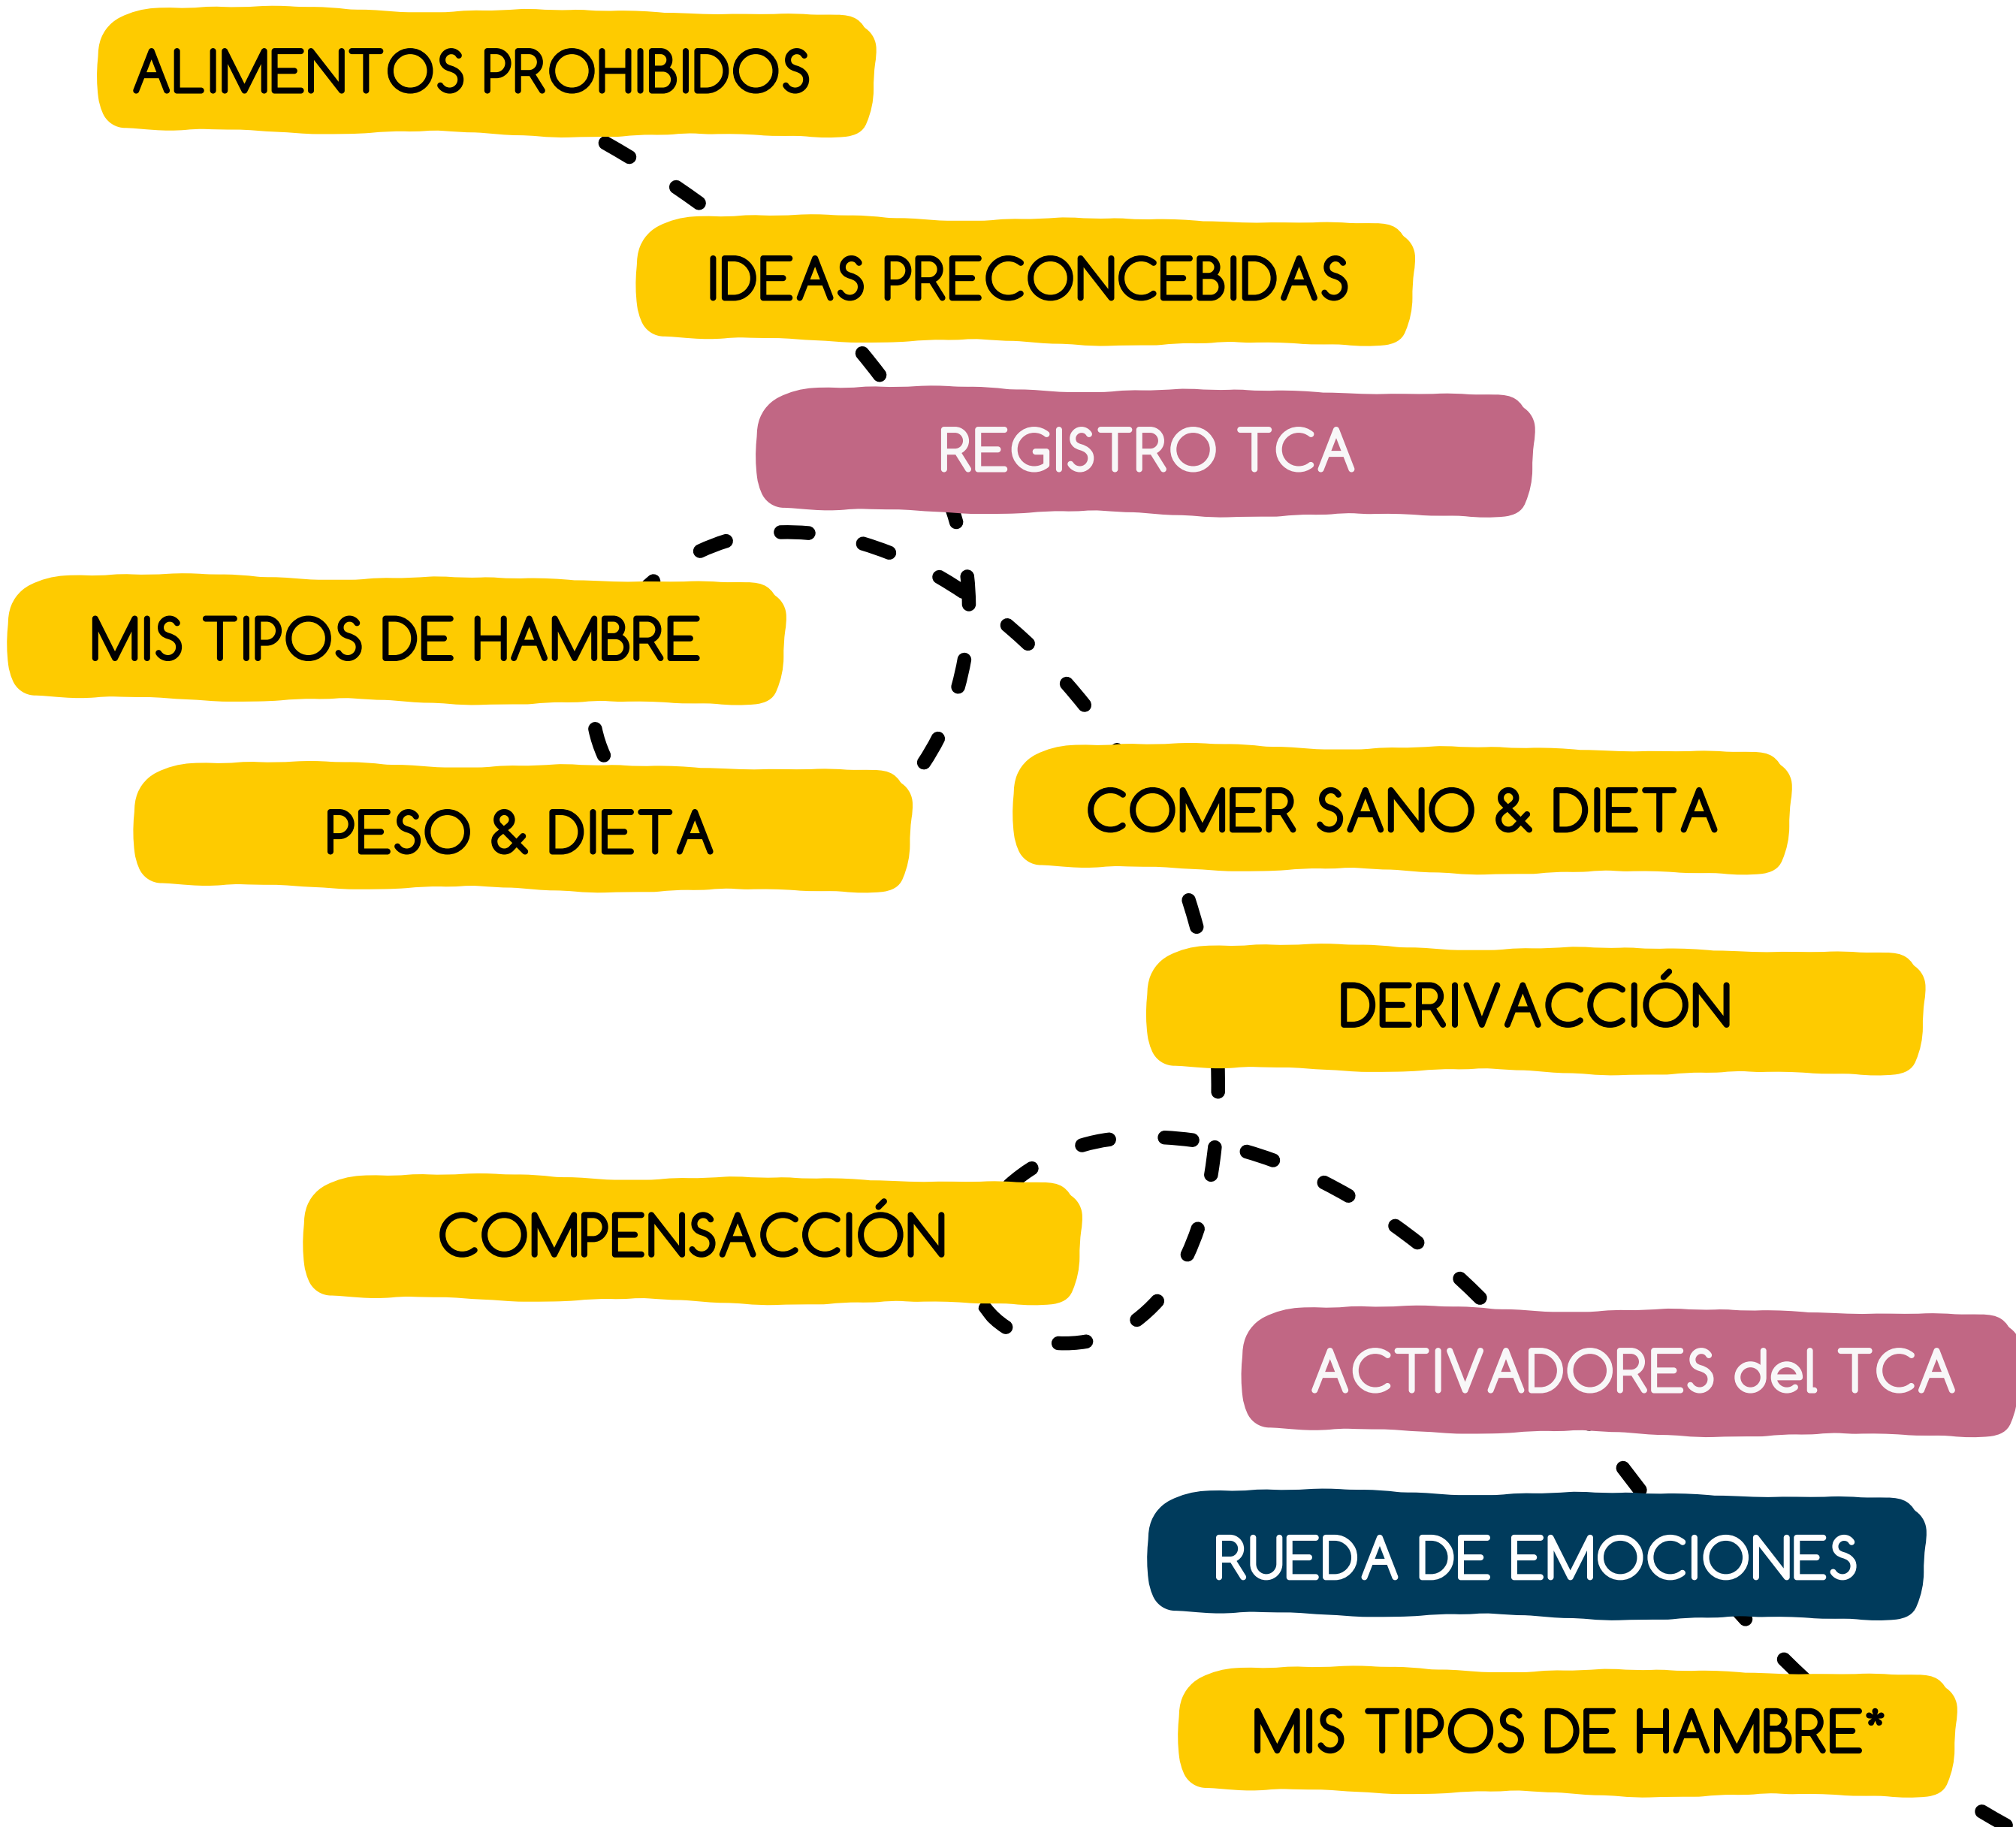 ALIMENTOS PROHIBIDOS
IDEAS PRECONCEBIDAS
REGISTRO TCA
MIS TIPOS DE HAMBRE
PESO & DIETA
COMER SANO & DIETA
DERIVACCIÓN
COMPENSACCIÓN
ACTIVADORES del TCA
RUEDA DE EMOCIONES
MIS TIPOS DE HAMBRE*